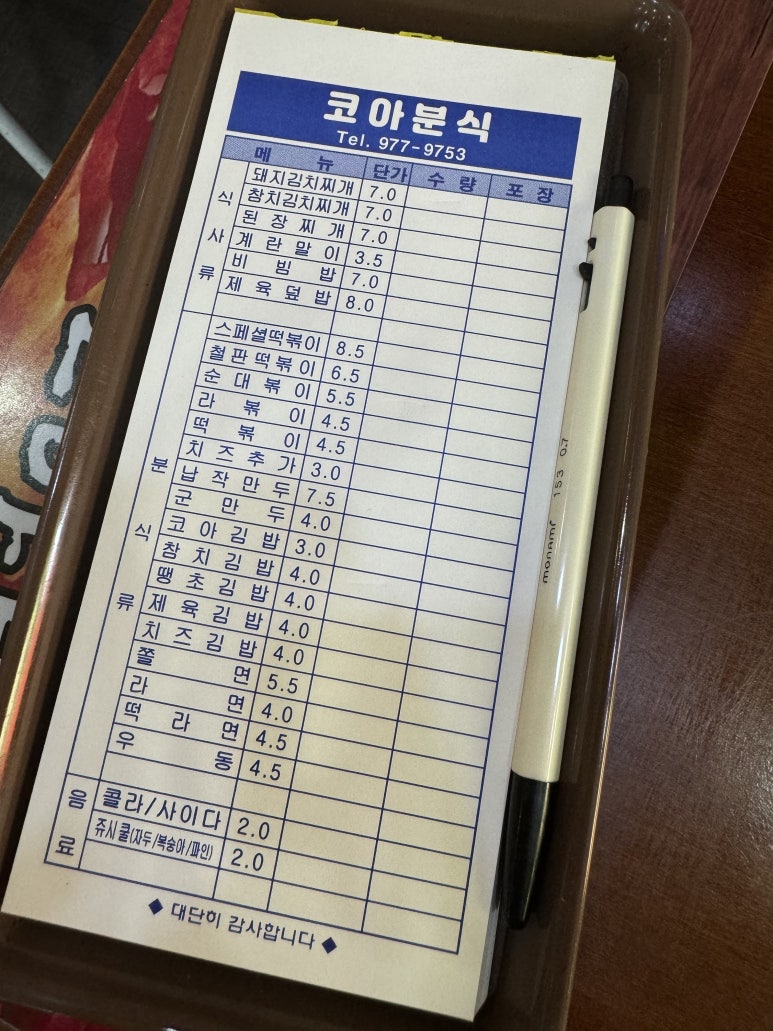 코아분식
Tel. 977-9753
메 뉴 단가 수 량 포 장
식사류
돼지김치찌개 7.0
참치김치찌개 7.0
된장찌개 7.0
계란말이 3.5
비빔밥 7.0
제육덮밥 8.0
분식류
스페셜떡볶이 8.5
철판떡볶이 6.5
순대볶이 5.5
라볶이 4.5
떡볶이 4.5
치즈추가 3.0
납작만두 7.5
군만두 4.0
코아김밥 3.0
참치김밥 4.0
땡초김밥 4.0
제육김밥 4.0
치즈김밥 4.0
쫄면 5.5
라면 4.0
떡라면 4.5
우동 4.5
음료
콜라/사이다 2.0
쥬시쿨(자두/복숭아/파인) 2.0
◆ 대단히 감사합니다 ◆
monami 153 0.7